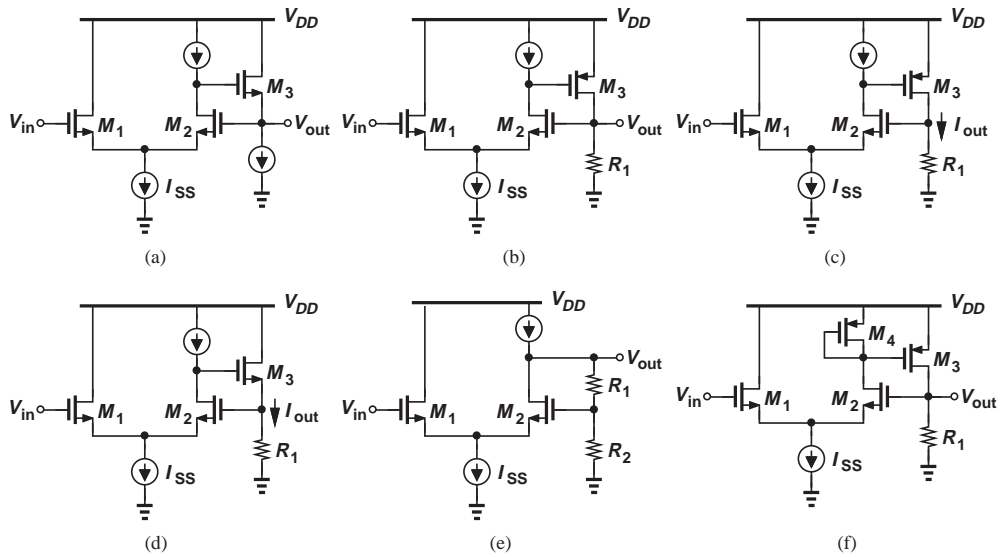 V_DD V_DD V_DD
M_3 M_3 M_3
V_in M_1 M_2 V_out V_in M_1 M_2 V_out V_in M_1 M_2 I_out
R_1 R_1
I_SS I_SS I_SS
(a) (b) (c)
V_DD V_DD V_DD
M_4
M_3 V_out M_3
R_1
V_in M_1 M_2 I_out V_in M_1 M_2 V_in M_1 M_2 V_out
R_1 R_2 R_1
I_SS I_SS I_SS
(d) (e) (f)